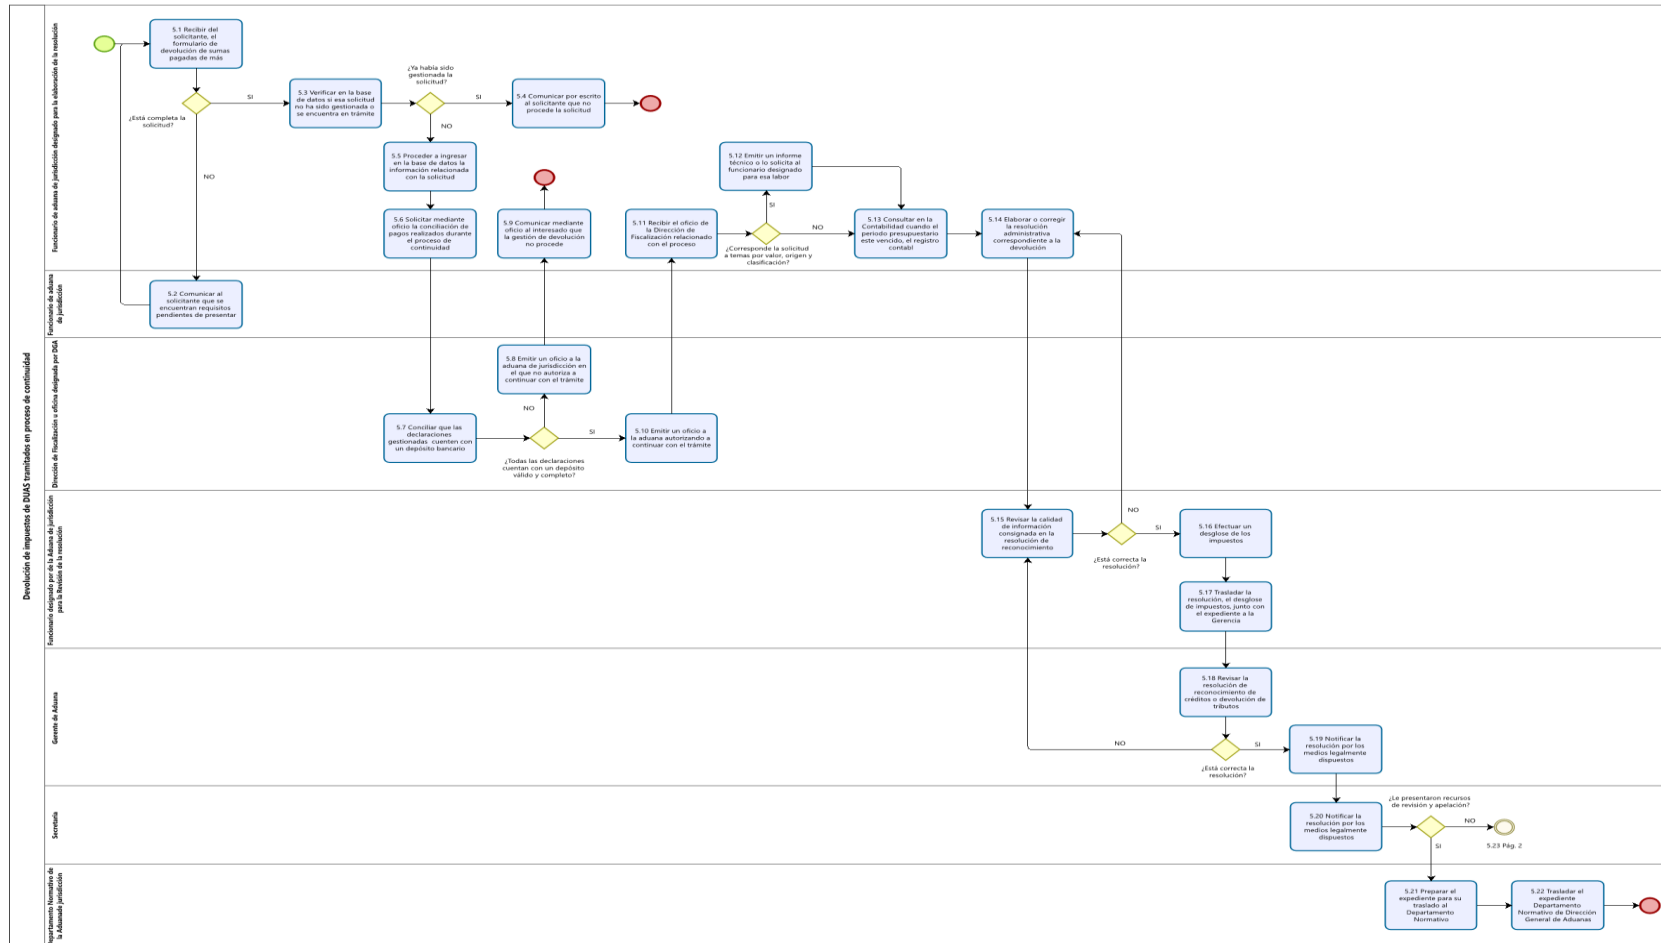 Devolución de impuestos de DUAS tramitados en proceso de continuidad
Funcionario de aduana de jurisdicción designado para la elaboración de la resolución
5.1 Recibir del
solicitante, el
formulario de
devolución de sumas
pagadas de más
¿Está completa la
solicitud?
SI
NO
5.3 Verificar en la base
de datos si esa solicitud
no ha sido gestionada o
se encuentra en trámite
¿Ya había sido
gestionada la
solicitud?
SI
NO
5.4 Comunicar por escrito
al solicitante que no
procede la solicitud
5.5 Proceder a ingresar
en la base de datos la
información relacionada
con la solicitud
5.6 Solicitar mediante
oficio la conciliación de
pagos realizados durante
el proceso de
continuidad
5.9 Comunicar mediante
oficio al interesado que
la gestión de devolución
no procede
5.11 Recibir el oficio de
la Dirección de
Fiscalización relacionado
con el proceso
5.12 Emitir un informe
técnico o lo solicita al
funcionario designado
para esa labor
SI
NO
¿Corresponde la solicitud
a temas por valor, origen y
clasificación?
5.13 Consultar en la
Contabilidad cuando el
periodo presupuestario
este vencido, el registro
contabl
5.14 Elaborar o corregir
la resolución
administrativa
correspondiente a la
devolución
Funcionario de aduana
de jurisdicción
5.2 Comunicar al
solicitante que se
encuentran requisitos
pendientes de presentar
Dirección de Fiscalización u oficina designada por DGA
5.8 Emitir un oficio a la
aduana de jurisdicción en
el que no autoriza a
continuar con el trámite
NO
5.7 Conciliar que las
declaraciones
gestionadas cuenten con
un depósito bancario
SI
¿Todas las declaraciones
cuentan con un depósito
válido y completo?
5.10 Emitir un oficio a
la aduana autorizando a
continuar con el trámite
Funcionario designado por de la Aduana de jurisdicción
para la Revisión de la resolución
5.15 Revisar la calidad
de información
consignada en la
resolución de
reconocimiento
NO
SI
¿Está correcta la
resolución?
5.16 Efectuar un
desglose de los
impuestos
5.17 Trasladar la
resolución, el desglose
de impuestos, junto con
el expediente a la
Gerencia
Gerente de Aduana
5.18 Revisar la
resolución de
reconocimiento de
créditos o devolución de
tributos
NO
SI
¿Está correcta la
resolución?
5.19 Notificar la
resolución por los
medios legalmente
dispuestos
Secretaría
5.20 Notificar la
resolución por los
medios legalmente
dispuestos
¿Le presentaron recursos
de revisión y apelación?
NO
SI
5.23 Pág. 2
epartamento Normativo de
la Aduanade jurisdicción
5.21 Preparar el
expediente para su
traslado al
Departamento
Normativo
5.22 Trasladar el
expediente
Departamento
Normativo de Dirección
General de Aduanas